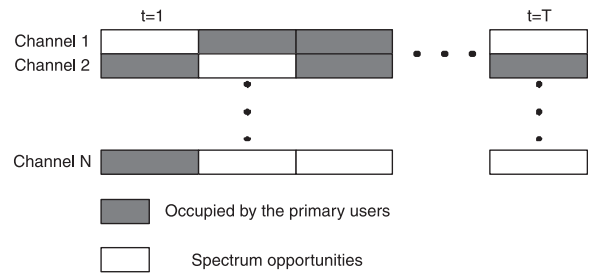 t=1 t=T
Channel 1
Channel 2
Channel N
Occupied by the primary users
Spectrum opportunities